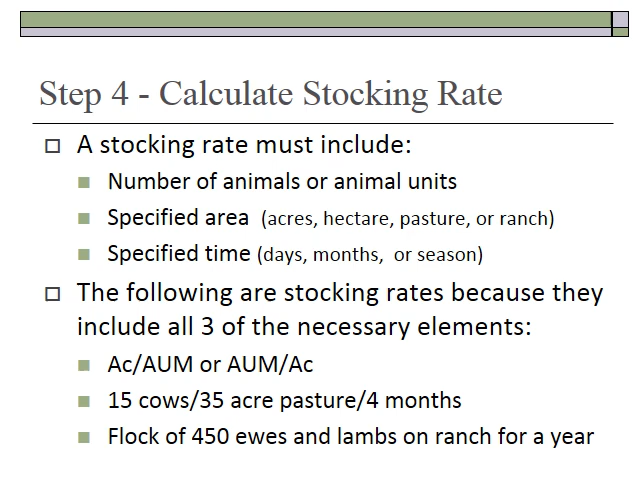 Step 4 - Calculate Stocking Rate
A stocking rate must include:
Number of animals or animal units
Specified area (acres, hectare, pasture, or ranch)
Specified time (days, months, or season)
The following are stocking rates because they
include all 3 of the necessary elements:
Ac/AUM or AUM/Ac
15 cows/35 acre pasture/4 months
Flock of 450 ewes and lambs on ranch for a year